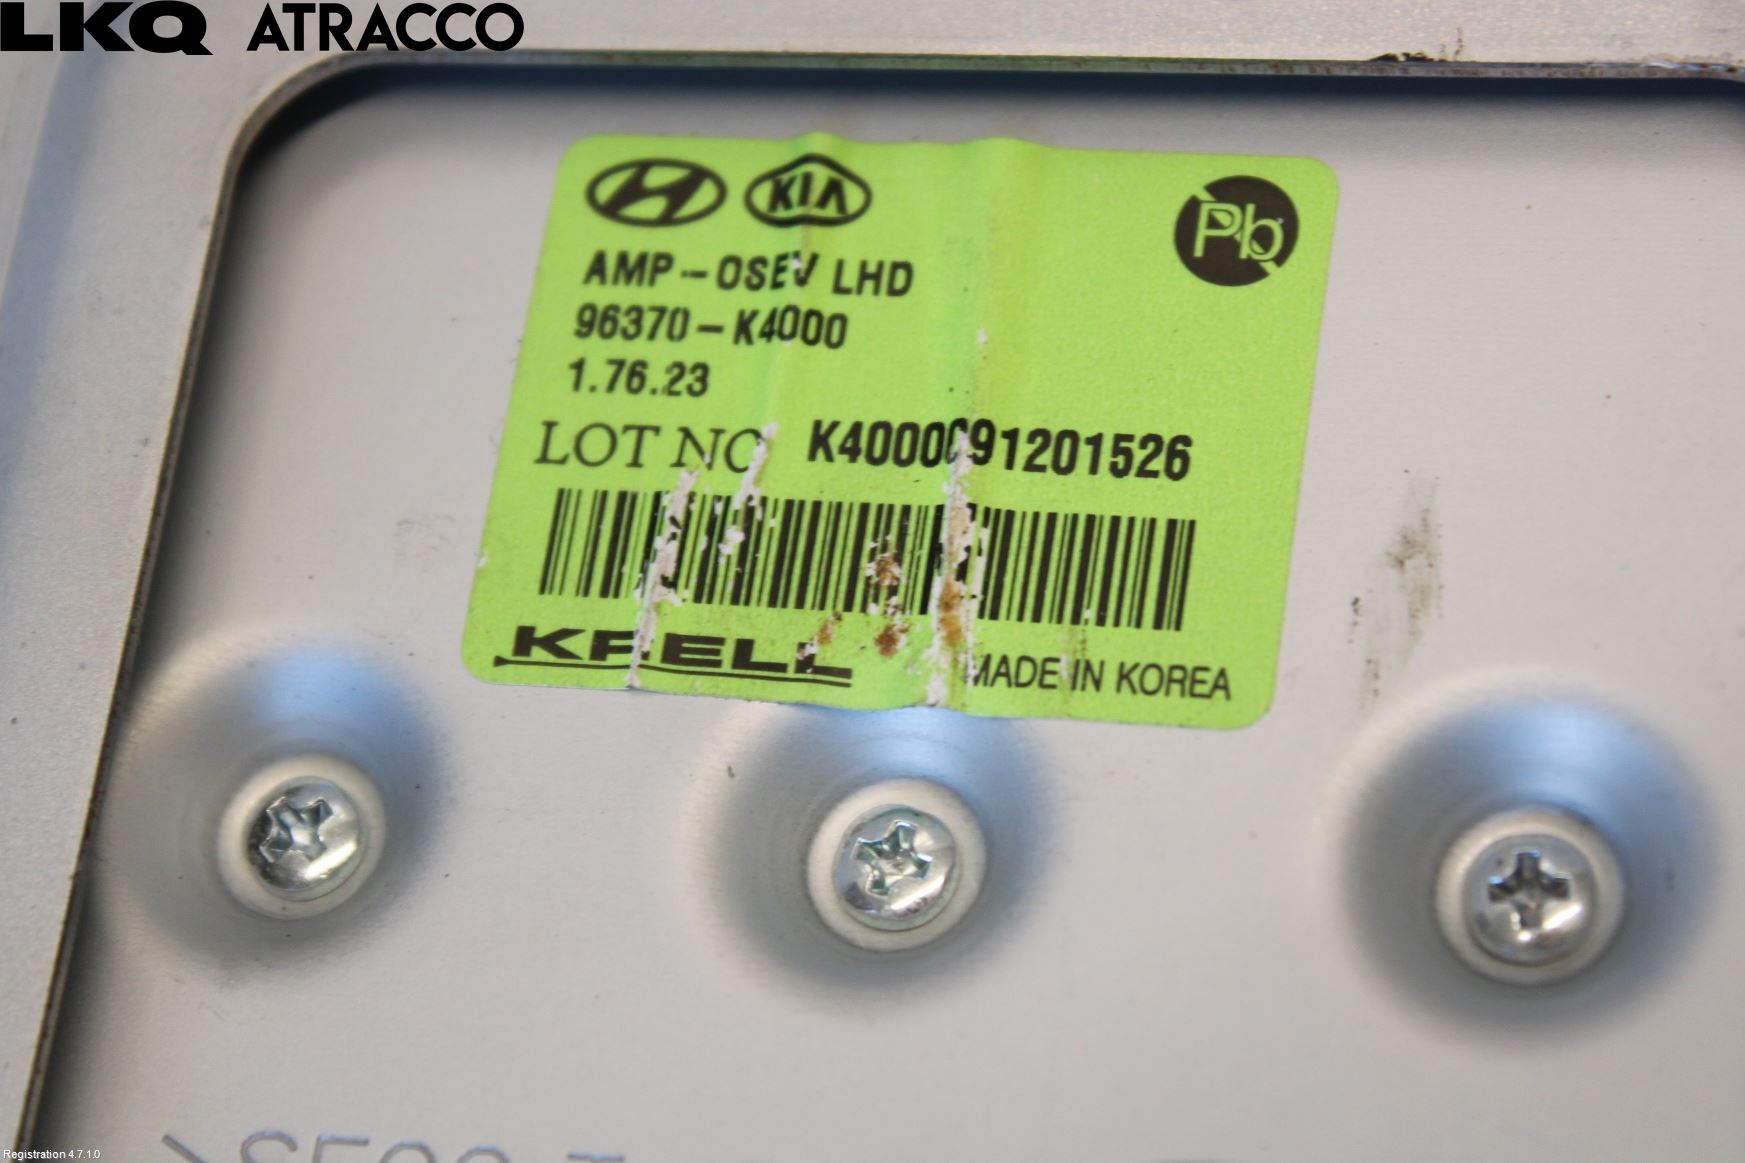 LKQ ATRACCO
KIA
Pb
AMP-OSEV LHD
96370-K4000
1.76.23
LOT NO K4000091201526
KRELL
MADE IN KOREA
Registration 4.7.1.0